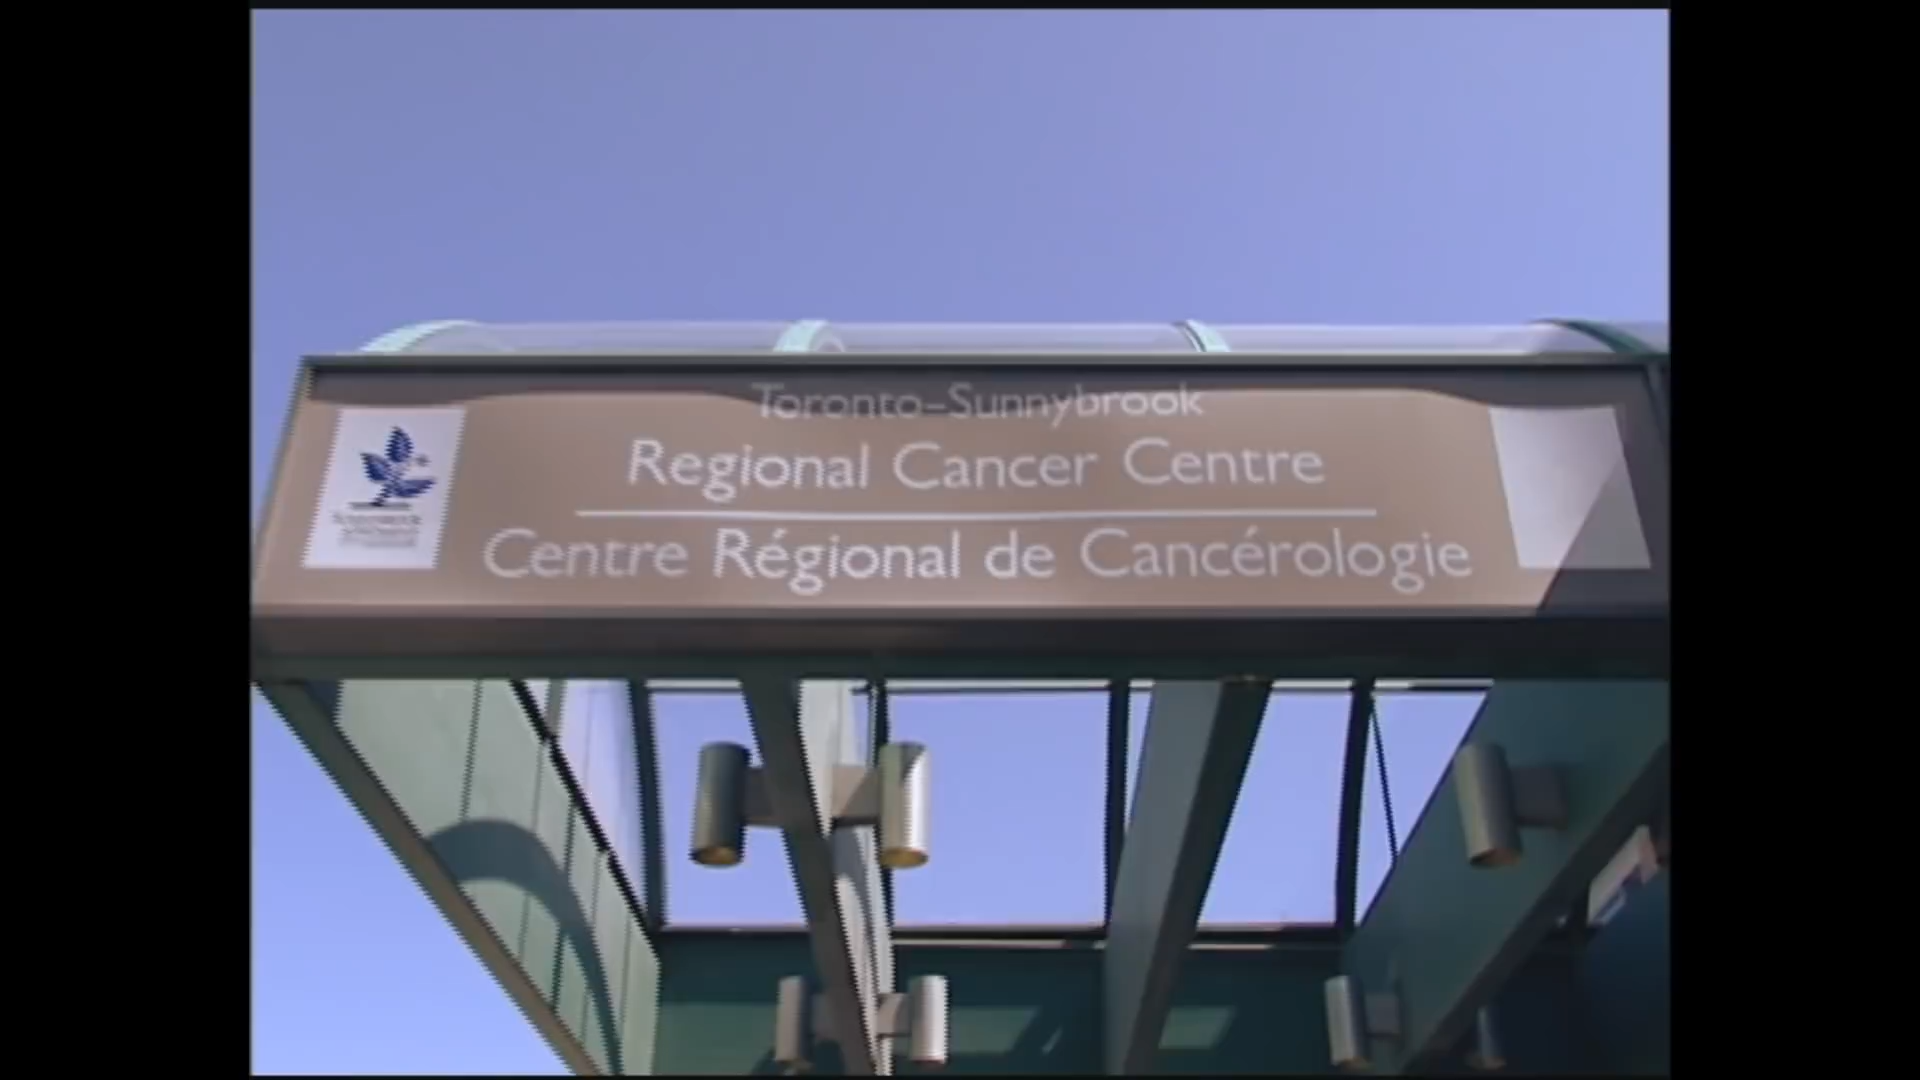 Toronto-Sunnybrook
Regional Cancer Centre
Centre Régional de Cancérologie